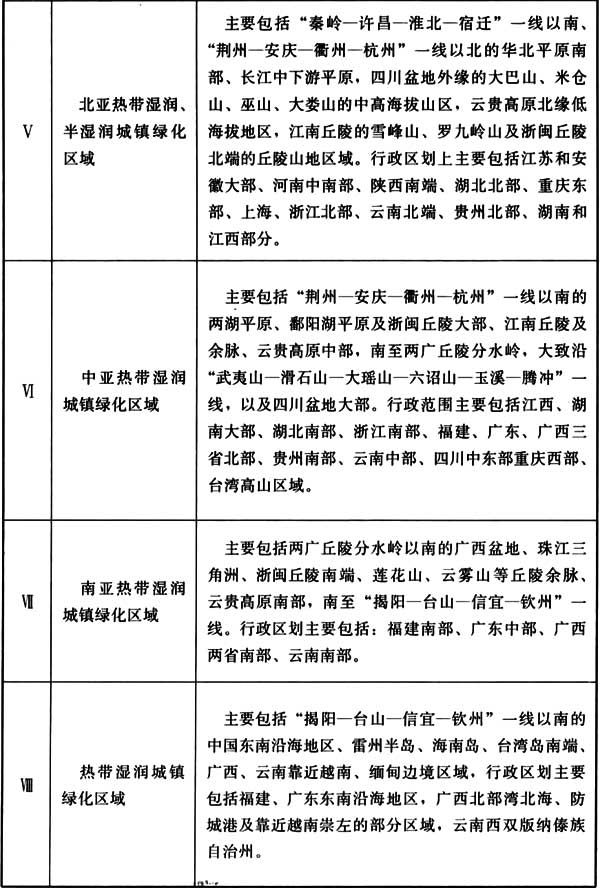 Ⅴ
北亚热带湿润、
半湿润城镇绿化
区域
主要包括“秦岭—许昌—淮北—宿迁”一线以南、
“荆州—安庆—衢州—杭州”一线以北的华北平原南
部、长江中下游平原，四川盆地外缘的大巴山、米仓
山、巫山、大娄山的中高海拔山区，云贵高原北缘低
海拔地区，江南丘陵的雪峰山、罗九岭山及浙闽丘陵
北端的丘陵山地区域。行政区划上主要包括江苏和安
徽大部、河南中南部、陕西南端、湖北北部、重庆东
部、上海、浙江北部、云南北端、贵州北部、湖南和
江西部分。
Ⅵ
中亚热带湿润
城镇绿化区域
主要包括“荆州—安庆—衢州—杭州”一线以南的
两湖平原、鄱阳湖平原及浙闽丘陵大部、江南丘陵及
余脉、云贵高原中部，南至两广丘陵分水岭，大致沿
“武夷山—滑石山—大瑶山—六诏山—玉溪—腾冲”一
线，以及四川盆地大部。行政范围主要包括江西、湖
南大部、湖北南部、浙江南部、福建、广东、广西三
省北部、贵州南部、云南中部、四川中东部重庆西部、
台湾高山区域。
Ⅶ
南亚热带湿润
城镇绿化区域
主要包括两广丘陵分水岭以南的广西盆地、珠江三
角洲、浙闽丘陵南端、莲花山、云雾山等丘陵余脉、
云贵高原南部，南至“揭阳—台山—信宜—钦州”一
线。行政区划主要包括：福建南部、广东中部、广西
两省南部、云南南部。
Ⅷ
热带湿润城镇
绿化区域
主要包括“揭阳—台山—信宜—钦州”一线以南的
中国东南沿海地区、雷州半岛、海南岛、台湾岛南端、
广西、云南靠近越南、缅甸边境区域，行政区划主要
包括福建、广东东南沿海地区，广西北部湾北海、防
城港及靠近越南崇左的部分区域，云南西双版纳傣族
自治州。